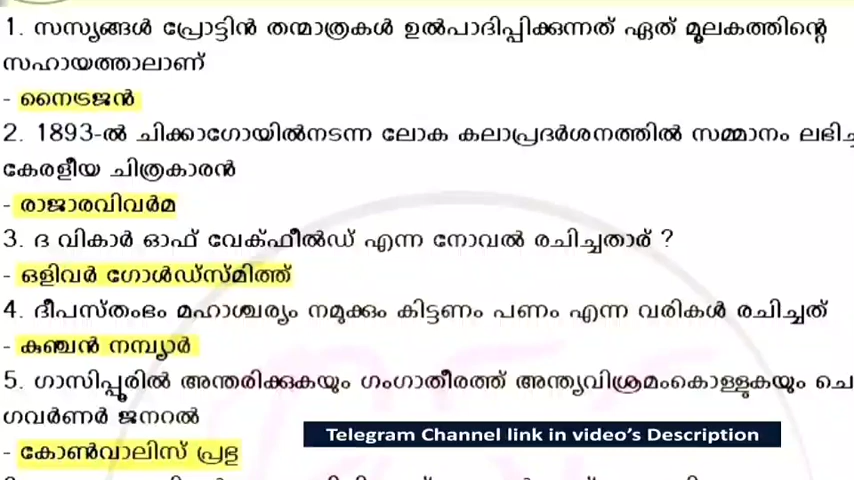 1. സസ്യങ്ങൾ പ്രോട്ടിൻ തന്മാത്രകൾ ഉൽപാദിപ്പിക്കുന്നത് ഏത് മൂലകത്തിന്റെ
സഹായത്താലാണ്
- നൈട്രജൻ
2. 1893-ൽ ചിക്കാഗോയിൽനടന്ന ലോക കലാപ്രദർശനത്തിൽ സമ്മാനം
കേരളീയ ചിത്രകാരൻ
- രാജാരവിവർമ
3. ദ വികാർ ഓഫ് വേക്ഫീൽഡ് എന്ന നോവൽ രചിച്ചതാര് ?
- ഒളിവർ ഗോൾഡ്സ്മിത്ത്
4. ദീപസ്തംഭം മഹാശ്ചര്യം നമുക്കും കിട്ടണം പണം എന്ന വരികൾ രചിച്ചത്
- കുഞ്ചൻ നമ്പ്യാർ
5. ഗാസിപ്പൂരിൽ അന്തരിക്കുകയും ഗംഗാതീരത്ത് അന്ത്യവിശ്രമംകൊള്ളുകയും
ഗവർണർ ജനറൽ
- കോൺവാലിസ് പ്രഭു
Telegram Channel link in video's Description